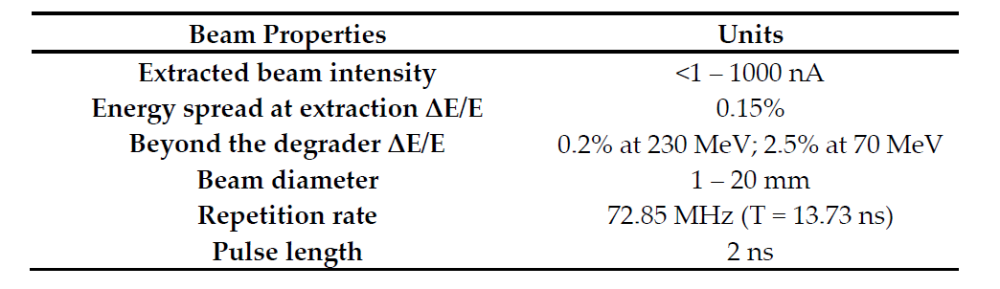 Beam Properties Units
Extracted beam intensity <1 – 1000 nA
Energy spread at extraction ΔE/E 0.15%
Beyond the degrader ΔE/E 0.2% at 230 MeV; 2.5% at 70 MeV
Beam diameter 1 – 20 mm
Repetition rate 72.85 MHz (T = 13.73 ns)
Pulse length 2 ns